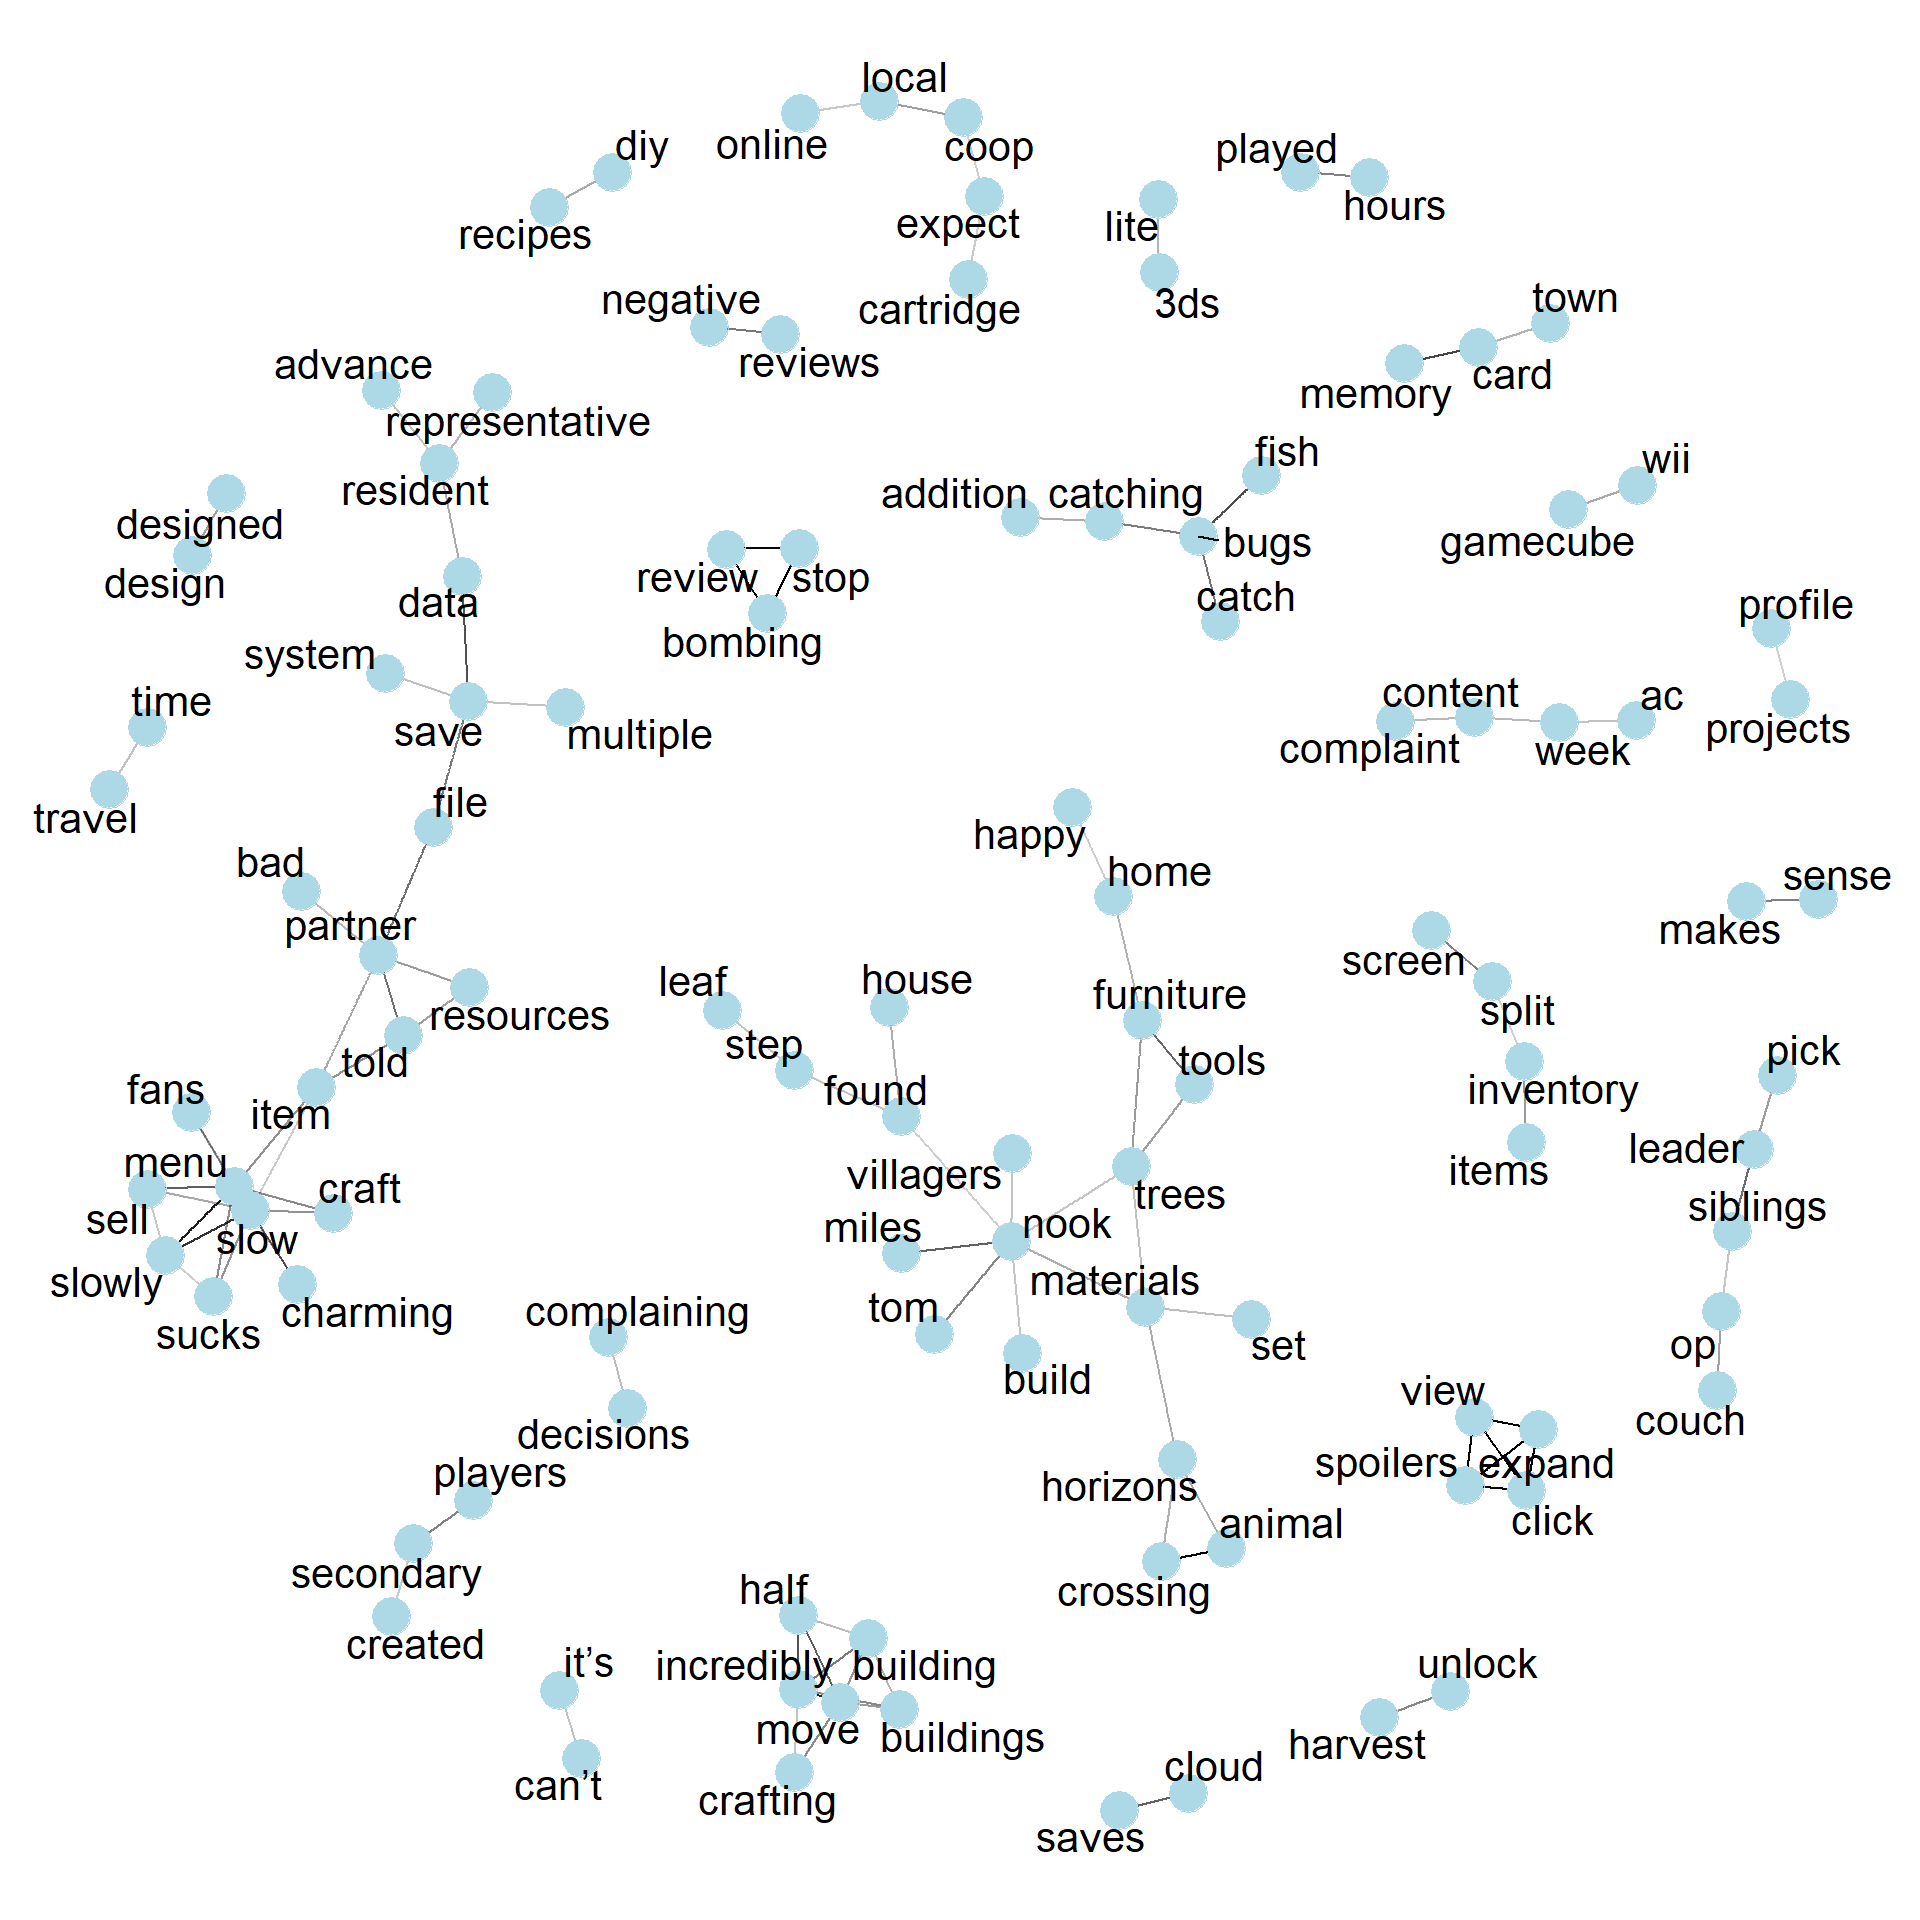 local
online
coop
diy
recipes
expect
cartridge
played
hours
lite
3ds
negative
reviews
town
card
memory
advance
representative
resident
fish
addition
catching
bugs
catch
wii
gamecube
designed
design
data
review
stop
bombing
system
save
multiple
time
travel
file
profile
projects
content
ac
complaint
week
bad
partner
resources
told
item
fans
menu
craft
sell
slow
slowly
charming
sucks
happy
home
furniture
tools
trees
leaf
step
house
found
villagers
miles
nook
materials
tom
build
set
screen
split
inventory
items
makes
sense
pick
leader
siblings
op
couch
complaining
decisions
view
spoilers
expand
click
players
secondary
created
horizons
animal
crossing
half
incredibly
building
move
buildings
crafting
it’s
can’t
unlock
harvest
cloud
saves